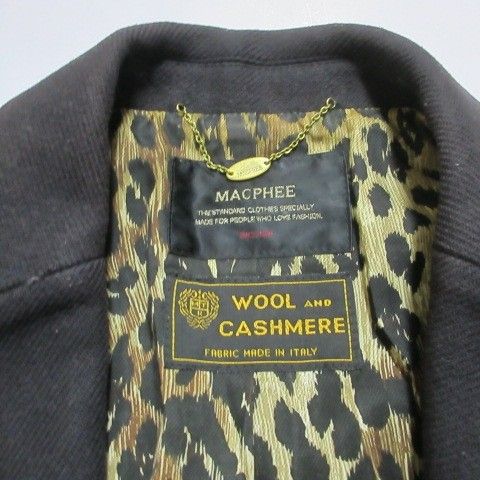 MACPHEE
THE STANDARD CLOTHES SPECIALLY
MADE FOR PEOPLE WHO LOVE FASHION.
WOOL AND
CASHMERE
FABRIC MADE IN ITALY